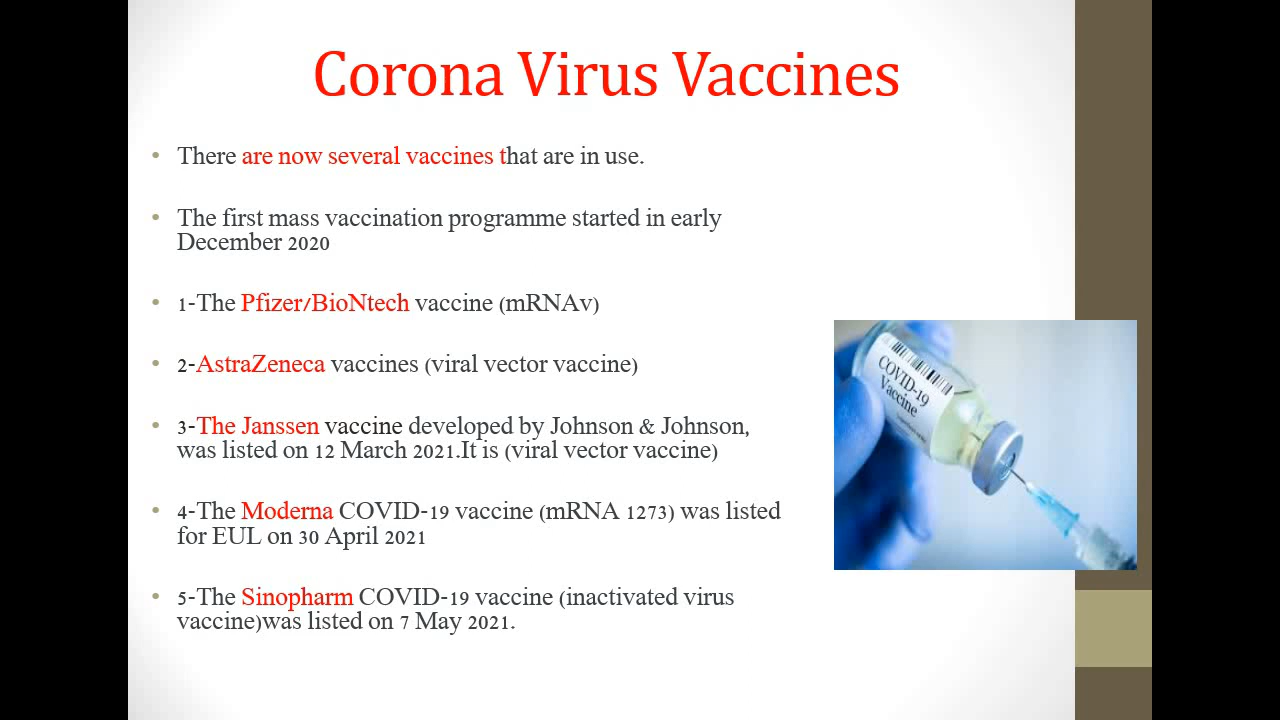 Corona Virus Vaccines
• There are now several vaccines that are in use.
• The first mass vaccination programme started in early
December 2020
• 1-The Pfizer/BioNtech vaccine (mRNAv)
• 2-AstraZeneca vaccines (viral vector vaccine)
• 3-The Janssen vaccine developed by Johnson & Johnson,
was listed on 12 March 2021.It is (viral vector vaccine)
• 4-The Moderna COVID-19 vaccine (mRNA 1273) was listed
for EUL on 30 April 2021
• 5-The Sinopharm COVID-19 vaccine (inactivated virus
vaccine)was listed on 7 May 2021.
COVID-19
Vaccine